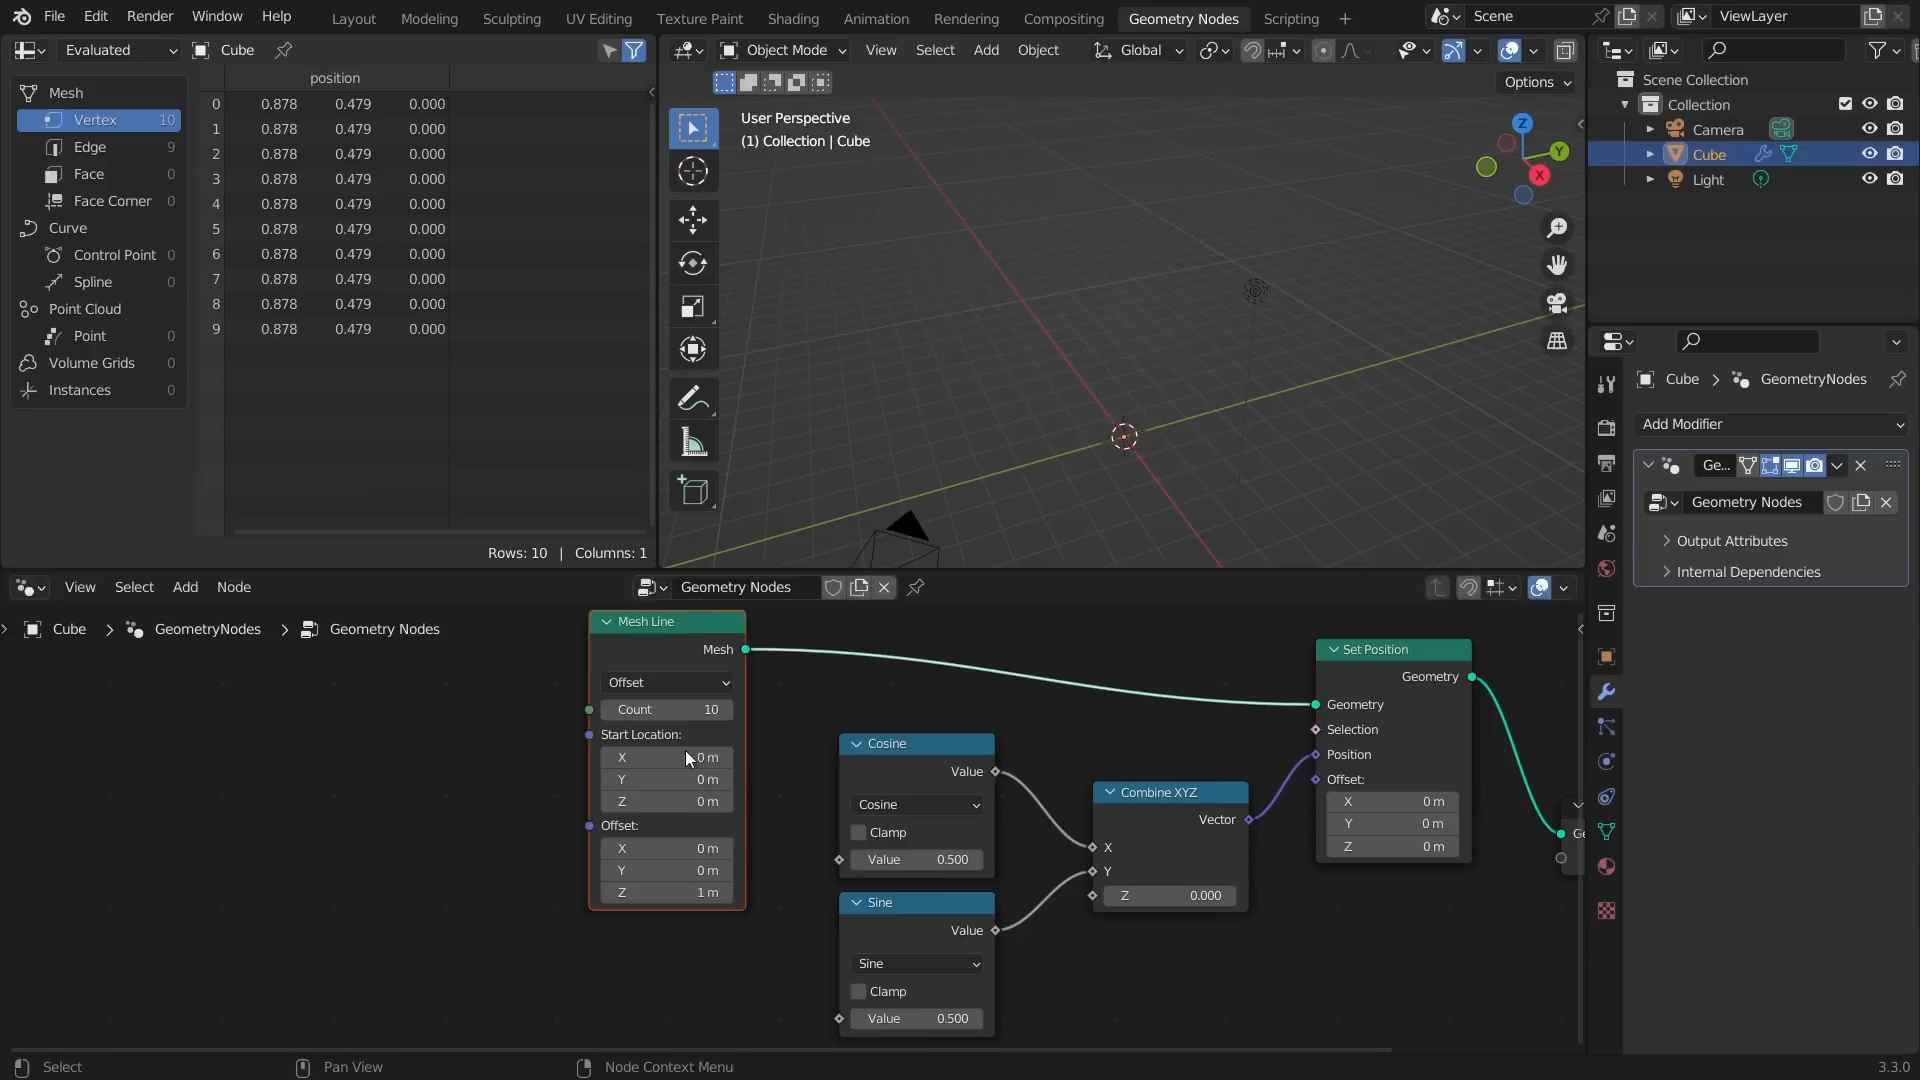 File Edit Render Window Help
Layout Modeling Sculpting UV Editing Texture Paint Shading Animation Rendering Compositing Geometry Nodes Scripting +
Scene
ViewLayer
Evaluated Cube
position
Mesh
Vertex 10
Edge 9
Face 0
Face Corner 0
Curve
Control Point 0
Spline 0
Point Cloud
Point 0
Volume Grids 0
Instances 0
0 0.878 0.479 0.000
1 0.878 0.479 0.000
2 0.878 0.479 0.000
3 0.878 0.479 0.000
4 0.878 0.479 0.000
5 0.878 0.479 0.000
6 0.878 0.479 0.000
7 0.878 0.479 0.000
8 0.878 0.479 0.000
9 0.878 0.479 0.000
Rows: 10 | Columns: 1
Object Mode View Select Add Object Global
Options
User Perspective
(1) Collection | Cube
Z
Y
X
Scene Collection
Collection
Camera
Cube
Light
Cube > GeometryNodes
Add Modifier
Ge...
Geometry Nodes
Output Attributes
Internal Dependencies
View Select Add Node
Geometry Nodes
Cube > GeometryNodes > Geometry Nodes
Mesh Line
Mesh
Offset
Count 10
Start Location:
X 0 m
Y 0 m
Z 0 m
Offset:
X 0 m
Y 0 m
Z 1 m
Cosine
Value
Cosine
Clamp
Value 0.500
Sine
Value
Sine
Clamp
Value 0.500
Combine XYZ
Vector
X
Y
Z 0.000
Set Position
Geometry
Geometry
Selection
Position
Offset:
X 0 m
Y 0 m
Z 0 m
Ge
Select
Pan View
Node Context Menu
3.3.0